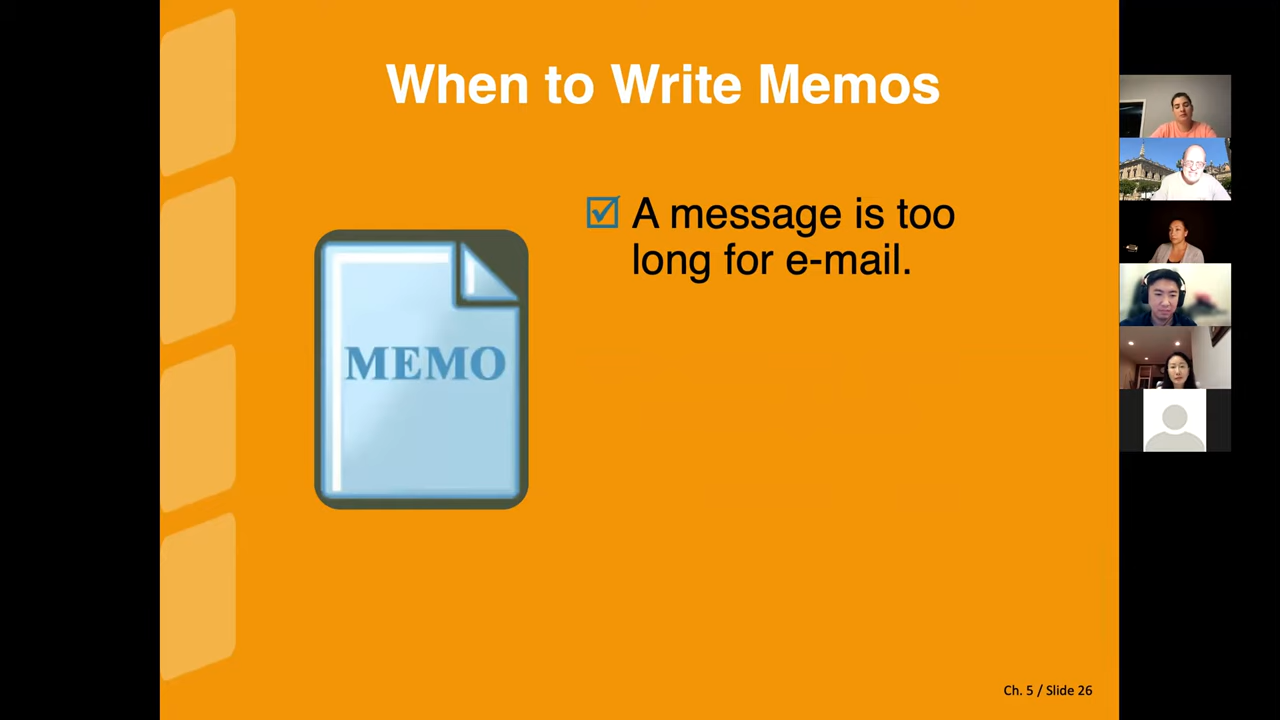 When to Write Memos
A message is too
long for e-mail.
MEMO
Ch. 5 / Slide 26